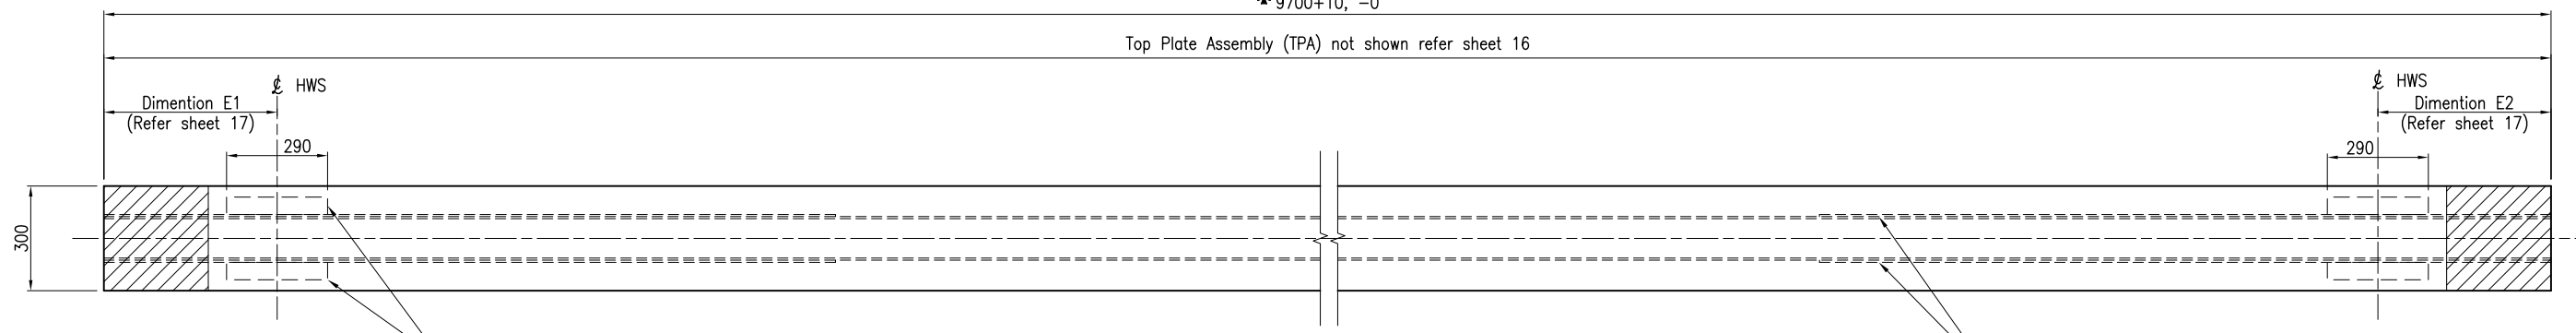 9700+10, -0
Top Plate Assembly (TPA) not shown refer sheet 16
℄ HWS
℄ HWS
Dimention E1
(Refer sheet 17)
Dimention E2
(Refer sheet 17)
290
290
300